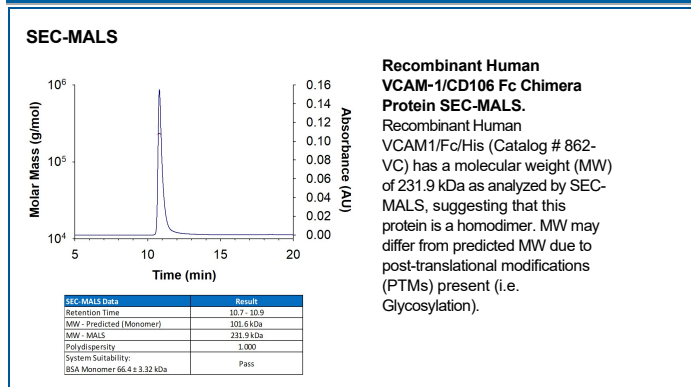 SEC-MALS
Recombinant Human
VCAM-1/CD106 Fc Chimera
Protein SEC-MALS.
Recombinant Human
VCAM1/Fc/His (Catalog # 862-
VC) has a molecular weight (MW)
of 231.9 kDa as analyzed by SEC-
MALS, suggesting that this
protein is a homodimer. MW may
differ from predicted MW due to
post-translational modifications
(PTMs) present (i.e.
Glycosylation).
Molar Mass (g/mol)
10⁶
10⁵
10⁴
0.16
0.14
0.12
0.10
0.08
0.06
0.04
0.02
0.00
Absorbance (AU)
5 10 15 20
Time (min)
SEC-MALS Data Result
Retention Time 10.7 - 10.9
MW - Predicted (Monomer) 101.6 kDa
MW - MALS 231.9 kDa
Polydispersity 1.000
System Suitability:
BSA Monomer 66.4 ± 3.32 kDa Pass